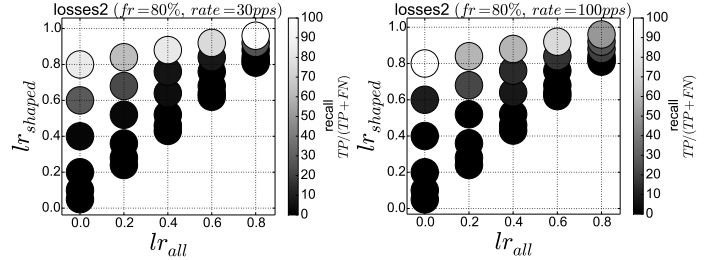 losses2 (fr=80%, rate=30pps)
1.0
0.8
0.6
0.4
0.2
0.0
lr_shaped
0.0 0.2 0.4 0.6 0.8
lr_all
100
90
80
70
60
50
40
30
20
10
0
recall
TP/(TP+FN)
losses2 (fr=80%, rate=100pps)
1.0
0.8
0.6
0.4
0.2
0.0
lr_shaped
0.0 0.2 0.4 0.6 0.8
lr_all
100
90
80
70
60
50
40
30
20
10
0
recall
TP/(TP+FN)